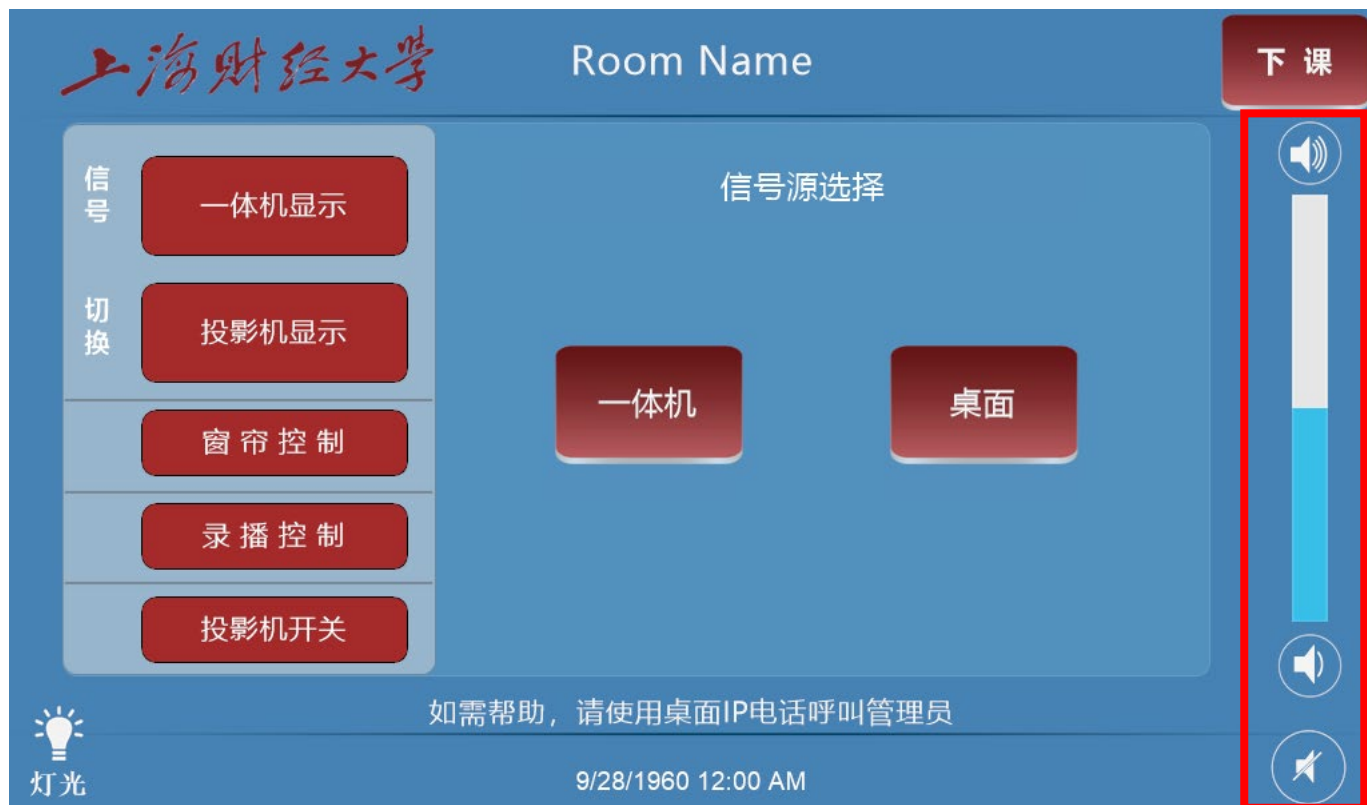 上海财经大学
Room Name
下 课
信号
切换
一体机显示
投影机显示
窗 帘 控 制
录 播 控 制
投影机开关
信号源选择
一体机
桌面
如需帮助，请使用桌面IP电话呼叫管理员
灯光
9/28/1960 12:00 AM